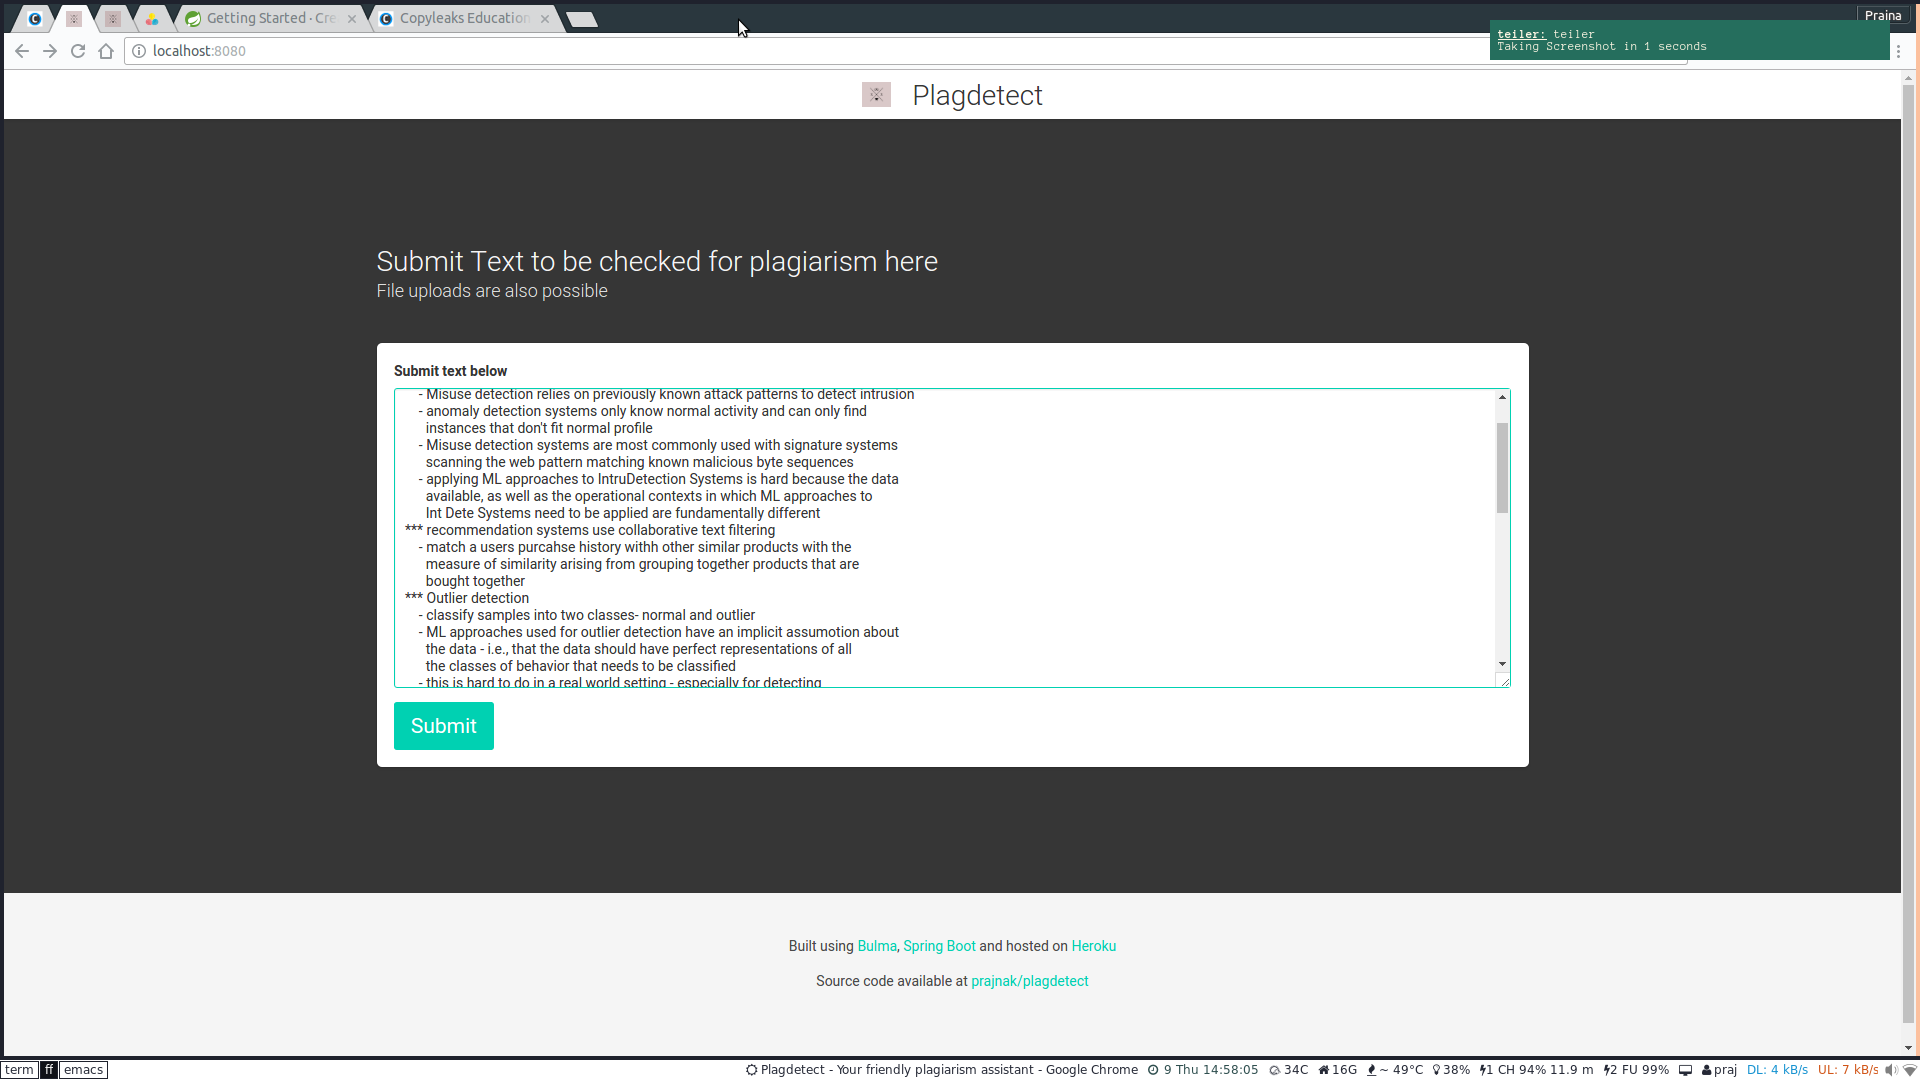 Getting Started · Cre
Copyleaks Education
Praina
localhost:8080
teiler: teiler
Taking Screenshot in 1 seconds
Plagdetect
Submit Text to be checked for plagiarism here
File uploads are also possible
Submit text below
- Misuse detection relies on previously known attack patterns to detect intrusion
- anomaly detection systems only know normal activity and can only find
instances that don't fit normal profile
- Misuse detection systems are most commonly used with signature systems
scanning the web pattern matching known malicious byte sequences
- applying ML approaches to IntruDetection Systems is hard because the data
available, as well as the operational contexts in which ML approaches to
Int Dete Systems need to be applied are fundamentally different
*** recommendation systems use collaborative text filtering
- match a users purcahse history withh other similar products with the
measure of similarity arising from grouping together products that are
bought together
*** Outlier detection
- classify samples into two classes- normal and outlier
- ML approaches used for outlier detection have an implicit assumotion about
the data - i.e., that the data should have perfect representations of all
the classes of behavior that needs to be classified
- this is hard to do in a real world setting - especially for detecting
Submit
Built using Bulma, Spring Boot and hosted on Heroku
Source code available at prajnak/plagdetect
term ff emacs Plagdetect - Your friendly plagiarism assistant - Google Chrome 9 Thu 14:58:05 34C 16G ~ 49°C 38% 1 CH 94% 11.9 m 2 FU 99% praj DL: 4 kB/s UL: 7 kB/s